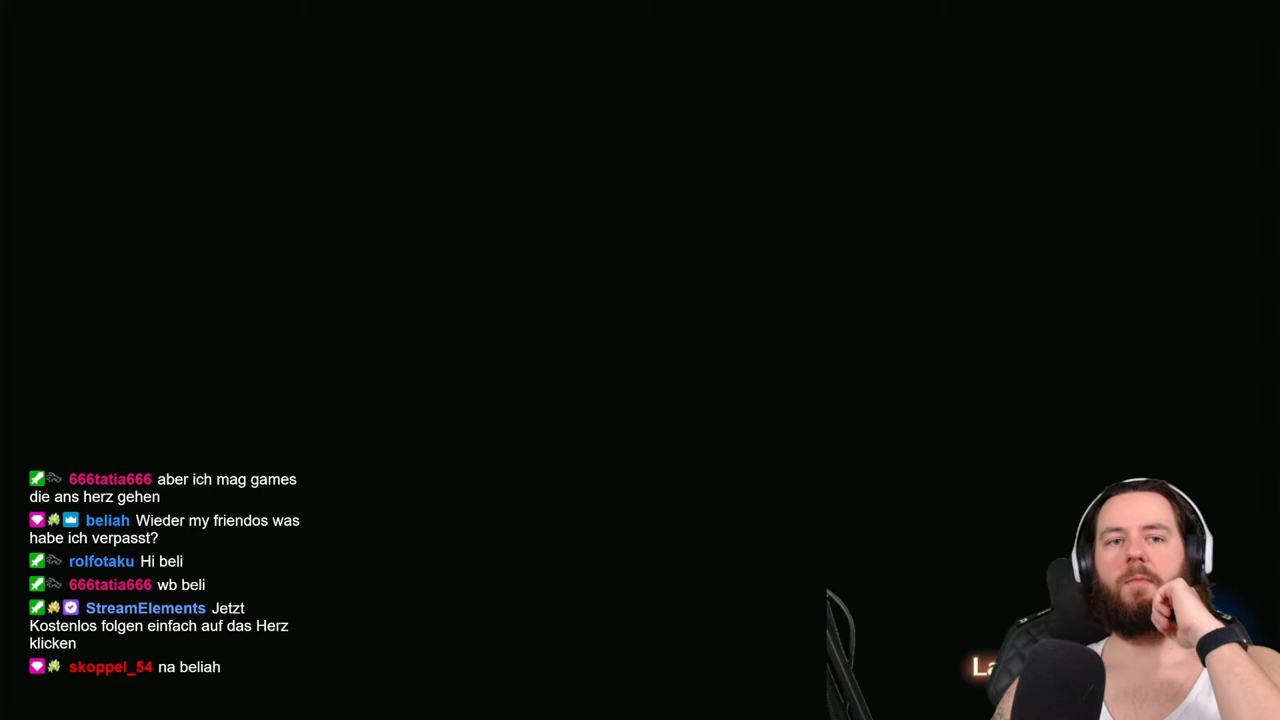 666tatia666 aber ich mag games
die ans herz gehen
beliah Wieder my friendos was
habe ich verpasst?
rolfotaku Hi beli
666tatia666 wb beli
StreamElements Jetzt
Kostenlos folgen einfach auf das Herz
klicken
skoppel_54 na beliah